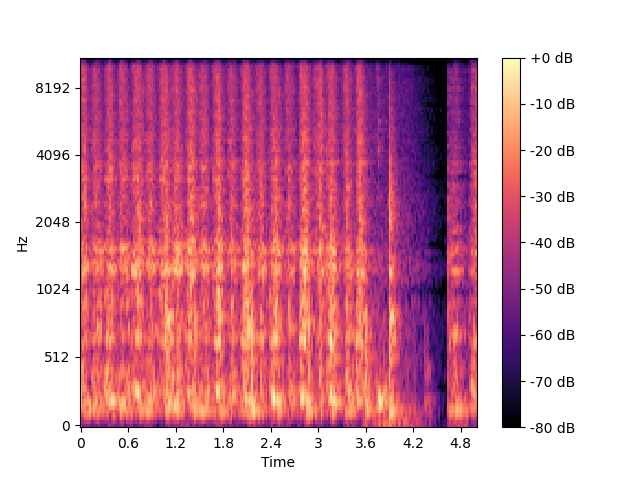 8192
4096
2048
1024
512
0
Hz
0 0.6 1.2 1.8 2.4 3 3.6 4.2 4.8
Time
+0 dB
-10 dB
-20 dB
-30 dB
-40 dB
-50 dB
-60 dB
-70 dB
-80 dB